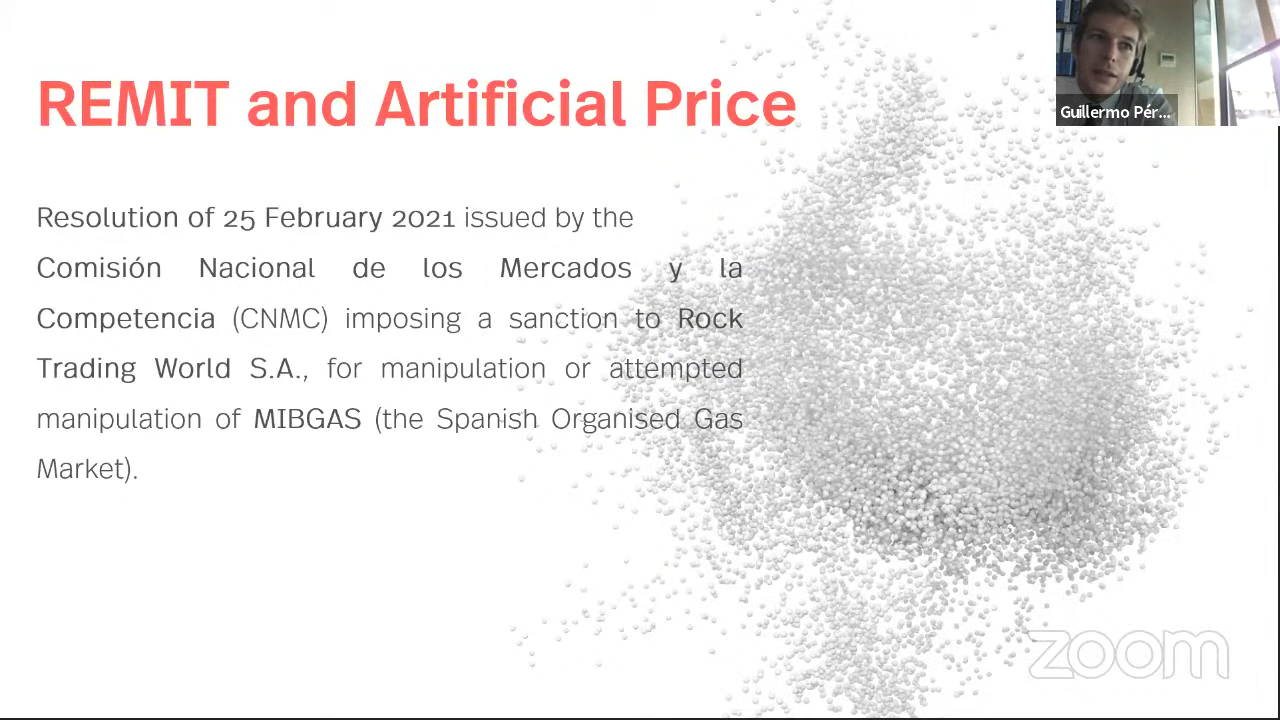 REMIT and Artificial Price
Guillermo Pér...
Resolution of 25 February 2021 issued by the
Comisión Nacional de los Mercados y la
Competencia (CNMC) imposing a sanction to Rock
Trading World S.A., for manipulation or attempted
manipulation of MIBGAS (the Spanish Organised Gas
Market).
zoom